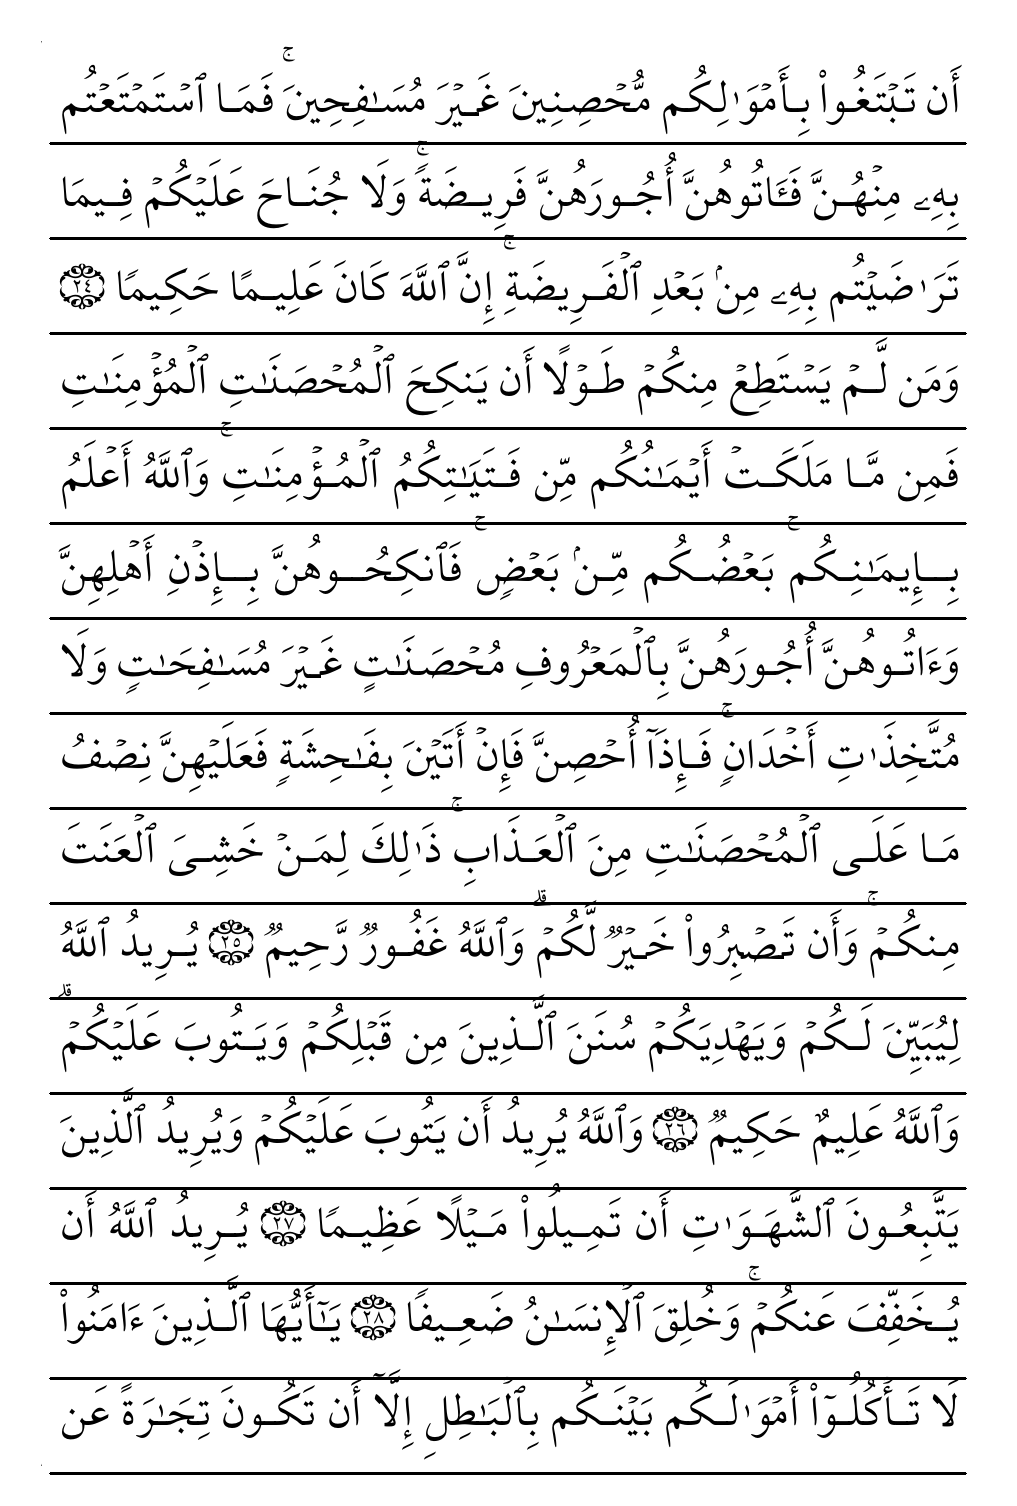 أَن تَبْتَغُوا۟ بِأَمْوَٰلِكُم مُّحْصِنِينَ غَيْرَ مُسَـٰفِحِينَ ۚ فَمَا ٱسْتَمْتَعْتُم
بِهِۦ مِنْهُنَّ فَـَٔاتُوهُنَّ أُجُورَهُنَّ فَرِيضَةً ۚ وَلَا جُنَاحَ عَلَيْكُمْ فِيمَا
تَرَٰضَيْتُم بِهِۦ مِنۢ بَعْدِ ٱلْفَرِيضَةِ ۚ إِنَّ ٱللَّهَ كَانَ عَلِيمًا حَكِيمًا ٢٤
وَمَن لَّمْ يَسْتَطِعْ مِنكُمْ طَوْلًا أَن يَنكِحَ ٱلْمُحْصَنَـٰتِ ٱلْمُؤْمِنَـٰتِ
فَمِن مَّا مَلَكَتْ أَيْمَـٰنُكُم مِّن فَتَيَـٰتِكُمُ ٱلْمُؤْمِنَـٰتِ ۚ وَٱللَّهُ أَعْلَمُ
بِإِيمَـٰنِكُم ۚ بَعْضُكُم مِّنۢ بَعْضٍ ۚ فَٱنكِحُوهُنَّ بِإِذْنِ أَهْلِهِنَّ
وَءَاتُوهُنَّ أُجُورَهُنَّ بِٱلْمَعْرُوفِ مُحْصَنَـٰتٍ غَيْرَ مُسَـٰفِحَـٰتٍ وَلَا
مُتَّخِذَٰتِ أَخْدَانٍ ۚ فَإِذَآ أُحْصِنَّ فَإِنْ أَتَيْنَ بِفَـٰحِشَةٍ فَعَلَيْهِنَّ نِصْفُ
مَا عَلَى ٱلْمُحْصَنَـٰتِ مِنَ ٱلْعَذَابِ ۚ ذَٰلِكَ لِمَنْ خَشِىَ ٱلْعَنَتَ
مِنكُمْ ۚ وَأَن تَصْبِرُوا۟ خَيْرٌ لَّكُمْ ۗ وَٱللَّهُ غَفُورٌ رَّحِيمٌ ٢٥ يُرِيدُ ٱللَّهُ
لِيُبَيِّنَ لَكُمْ وَيَهْدِيَكُمْ سُنَنَ ٱلَّذِينَ مِن قَبْلِكُمْ وَيَتُوبَ عَلَيْكُمْ ۗ
وَٱللَّهُ عَلِيمٌ حَكِيمٌ ٢٦ وَٱللَّهُ يُرِيدُ أَن يَتُوبَ عَلَيْكُمْ وَيُرِيدُ ٱلَّذِينَ
يَتَّبِعُونَ ٱلشَّهَوَٰتِ أَن تَمِيلُوا۟ مَيْلًا عَظِيمًا ٢٧ يُرِيدُ ٱللَّهُ أَن
يُخَفِّفَ عَنكُمْ ۚ وَخُلِقَ ٱلْإِنسَـٰنُ ضَعِيفًا ٢٨ يَـٰٓأَيُّهَا ٱلَّذِينَ ءَامَنُوا۟
لَا تَأْكُلُوٓا۟ أَمْوَٰلَكُم بَيْنَكُم بِٱلْبَـٰطِلِ إِلَّآ أَن تَكُونَ تِجَـٰرَةً عَن